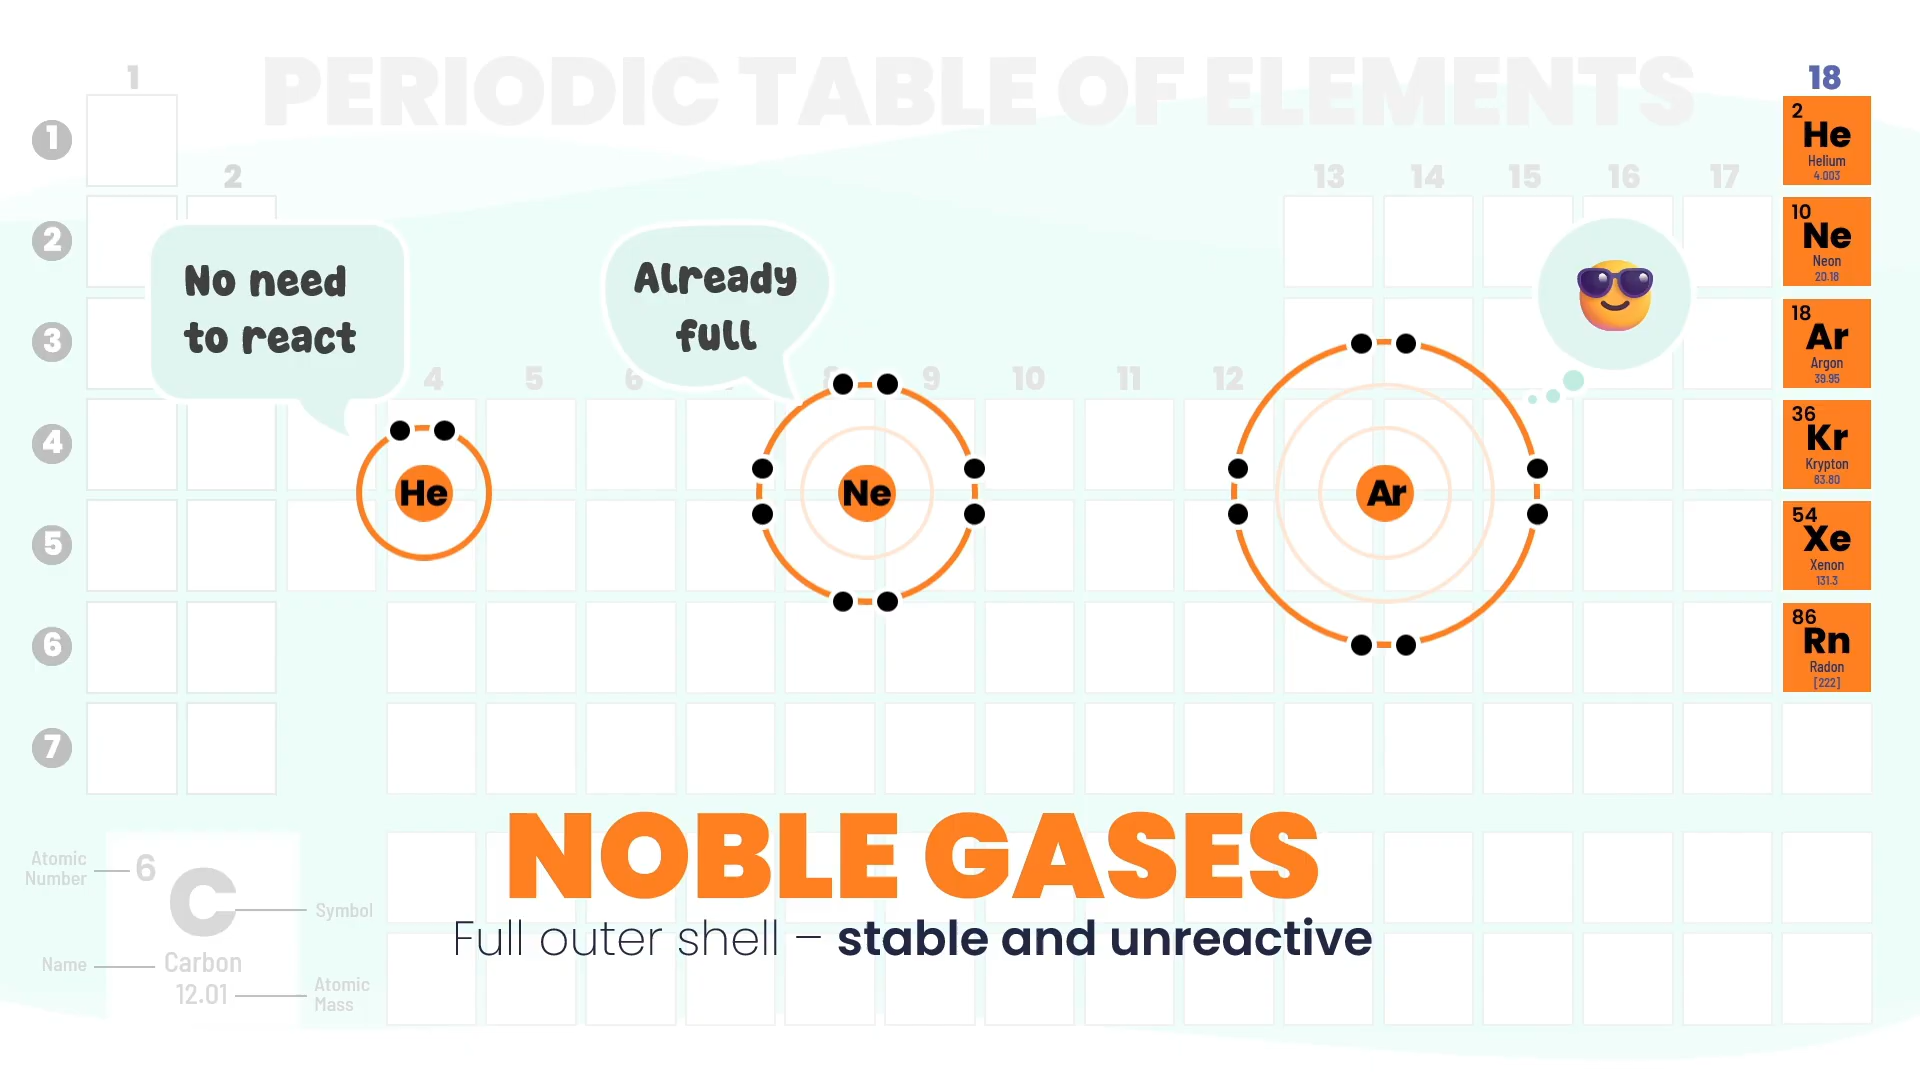 PERIODIC TABLE OF ELEMENTS
1
18
2
He
Helium
4.003
1
2
13
14
15
16
17
10
Ne
Neon
20.18
2
No need
to react
Already
full
18
Ar
Argon
39.95
3
4
5
6
8
9
10
11
12
36
Kr
Krypton
83.80
4
He
Ne
Ar
54
Xe
Xenon
131.3
5
86
Rn
Radon
[222]
6
7
NOBLE GASES
Full outer shell – stable and unreactive
Atomic
Number
6
C
Symbol
Name
Carbon
12.01
Atomic
Mass